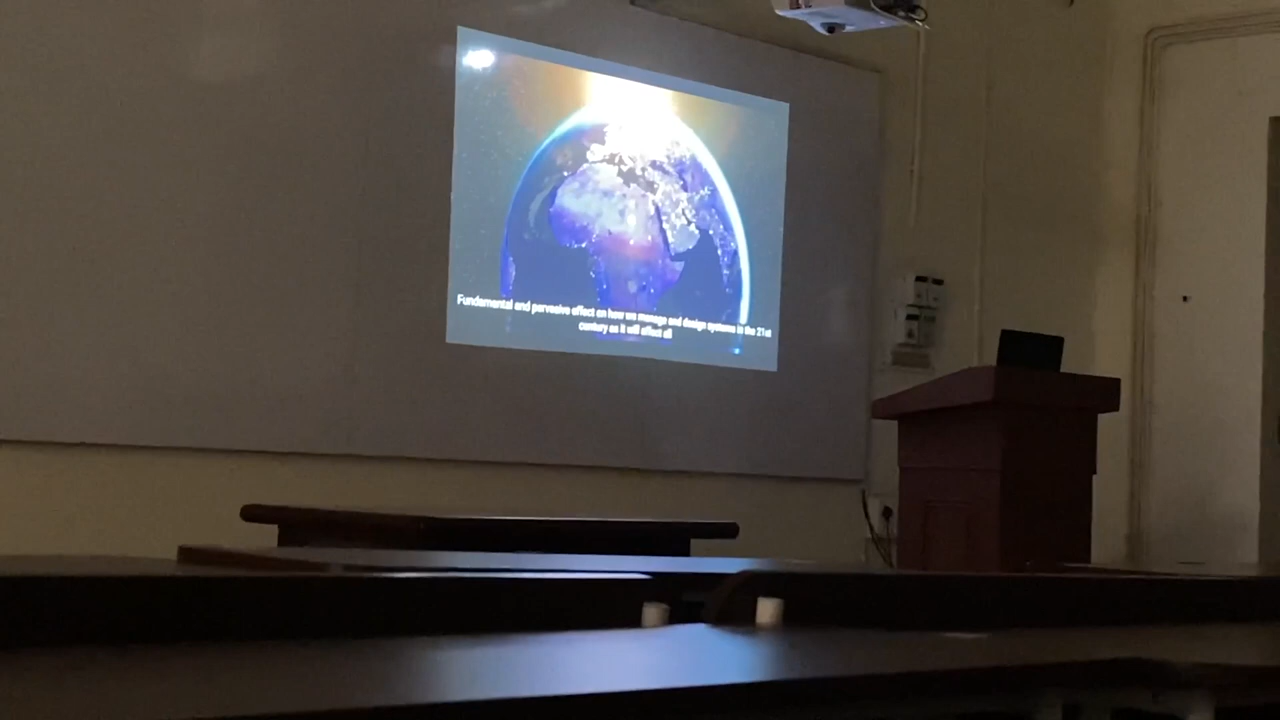 Fundamental and pervasive effect on how we manage and design systems in the 21st
century as it will affect all